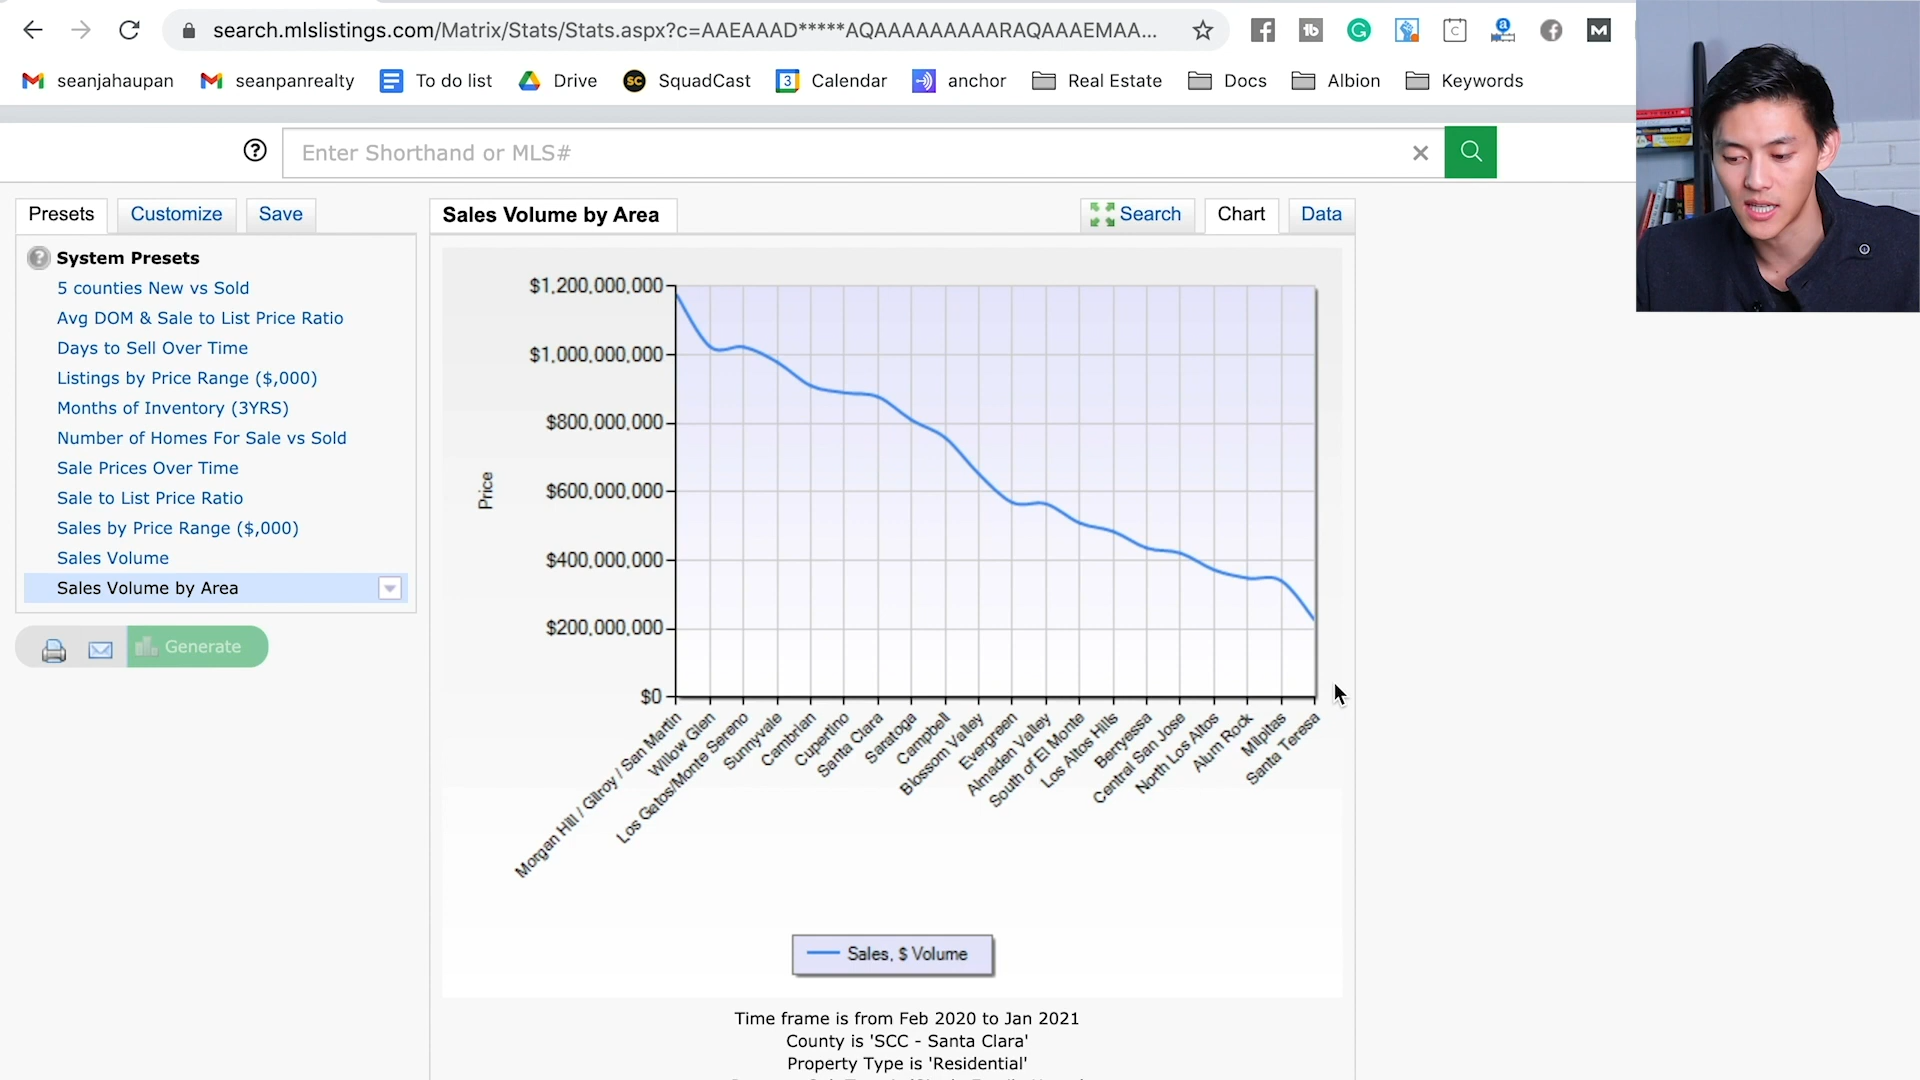 search.mlslistings.com/Matrix/Stats/Stats.aspx?c=AAEAAAD*****AQAAAAAAAAARAQAAAEMAA...
seanjahaupan seanpanrealty To do list Drive SC SquadCast 3 Calendar anchor Real Estate Docs Albion Keywords
Enter Shorthand or MLS#
Presets Customize Save
System Presets
5 counties New vs Sold
Avg DOM & Sale to List Price Ratio
Days to Sell Over Time
Listings by Price Range ($,000)
Months of Inventory (3YRS)
Number of Homes For Sale vs Sold
Sale Prices Over Time
Sale to List Price Ratio
Sales by Price Range ($,000)
Sales Volume
Sales Volume by Area
Generate
Sales Volume by Area
Search Chart Data
$1,200,000,000
$1,000,000,000
$800,000,000
$600,000,000
$400,000,000
$200,000,000
$0
Price
Morgan Hill / Gilroy / San Martin
Willow Glen
Los Gatos/Monte Sereno
Sunnyvale
Cambrian
Cupertino
Santa Clara
Saratoga
Campbell
Blossom Valley
Evergreen
Almaden Valley
South of El Monte
Los Altos Hills
Berryessa
Central San Jose
North Los Altos
Alum Rock
Milpitas
Santa Teresa
Sales, $ Volume
Time frame is from Feb 2020 to Jan 2021
County is 'SCC - Santa Clara'
Property Type is 'Residential'